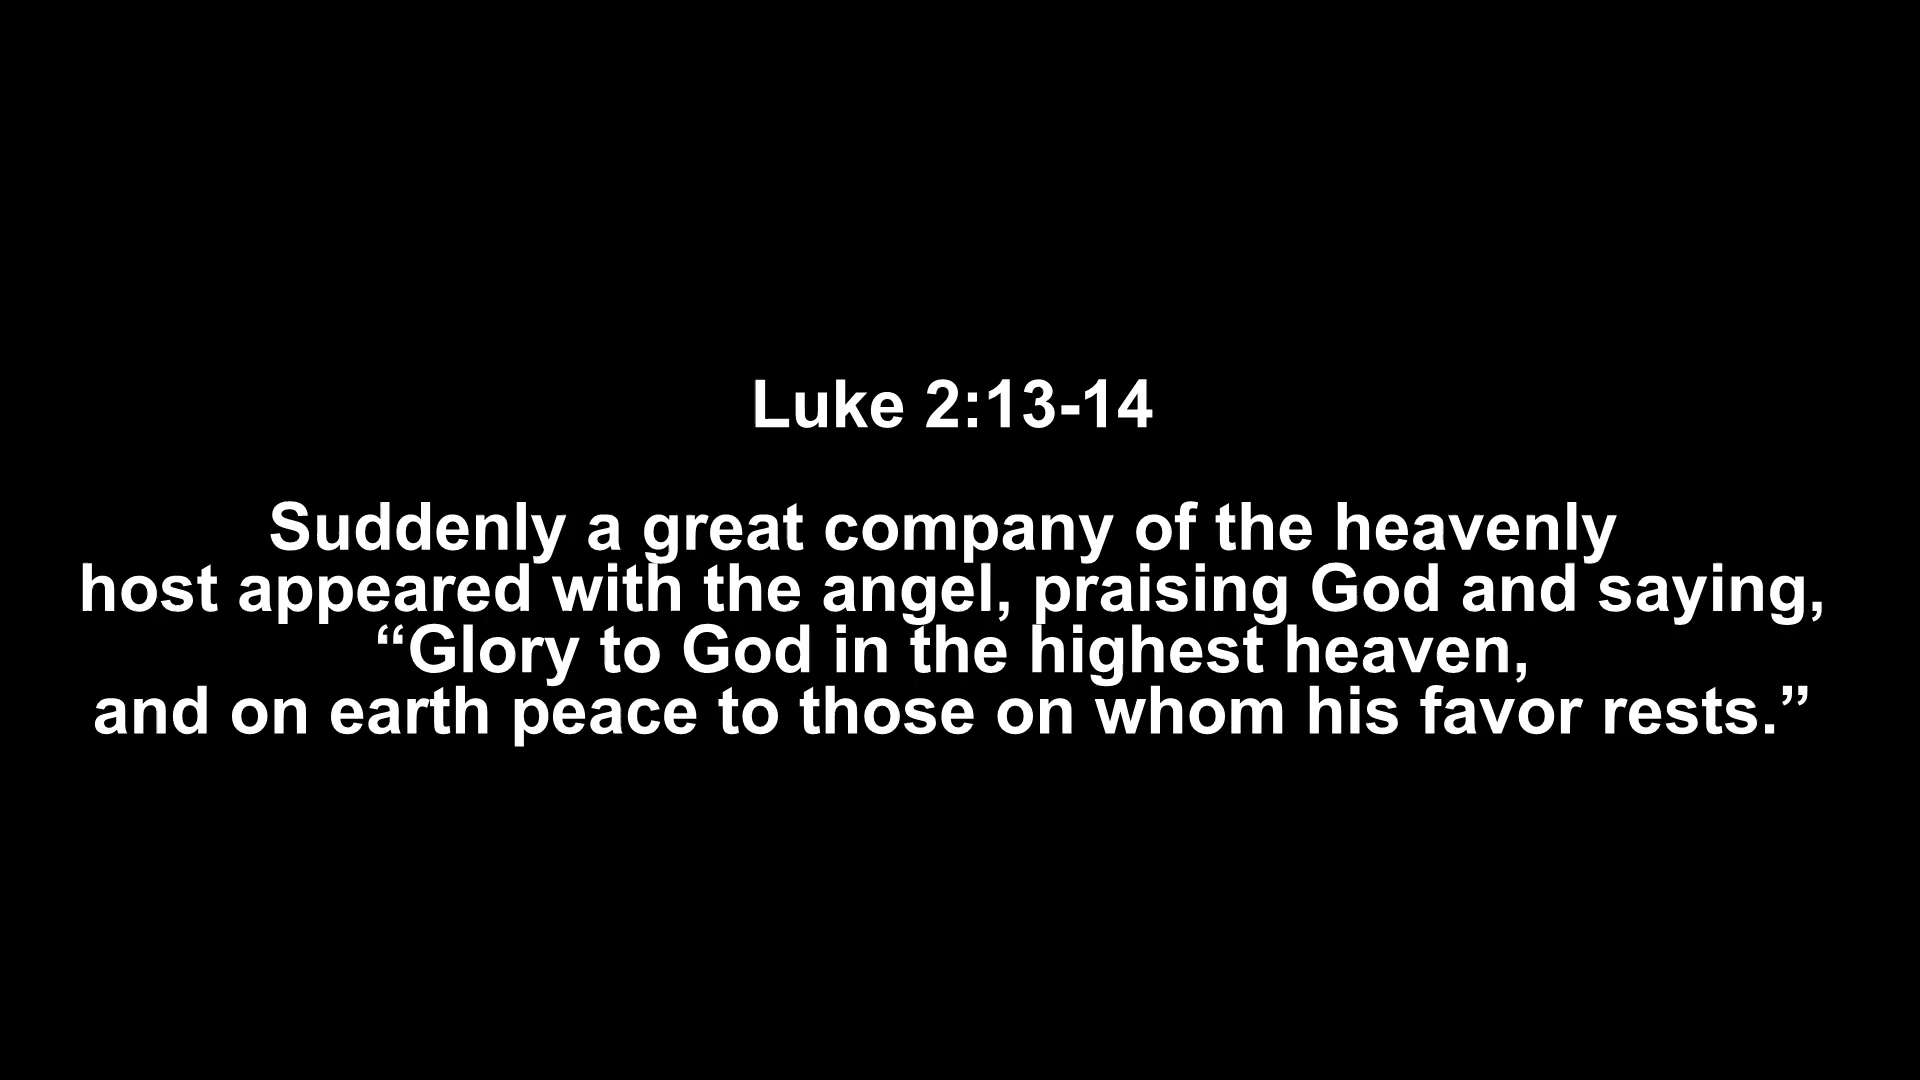 Luke 2:13-14
Suddenly a great company of the heavenly
host appeared with the angel, praising God and saying,
“Glory to God in the highest heaven,
and on earth peace to those on whom his favor rests.”